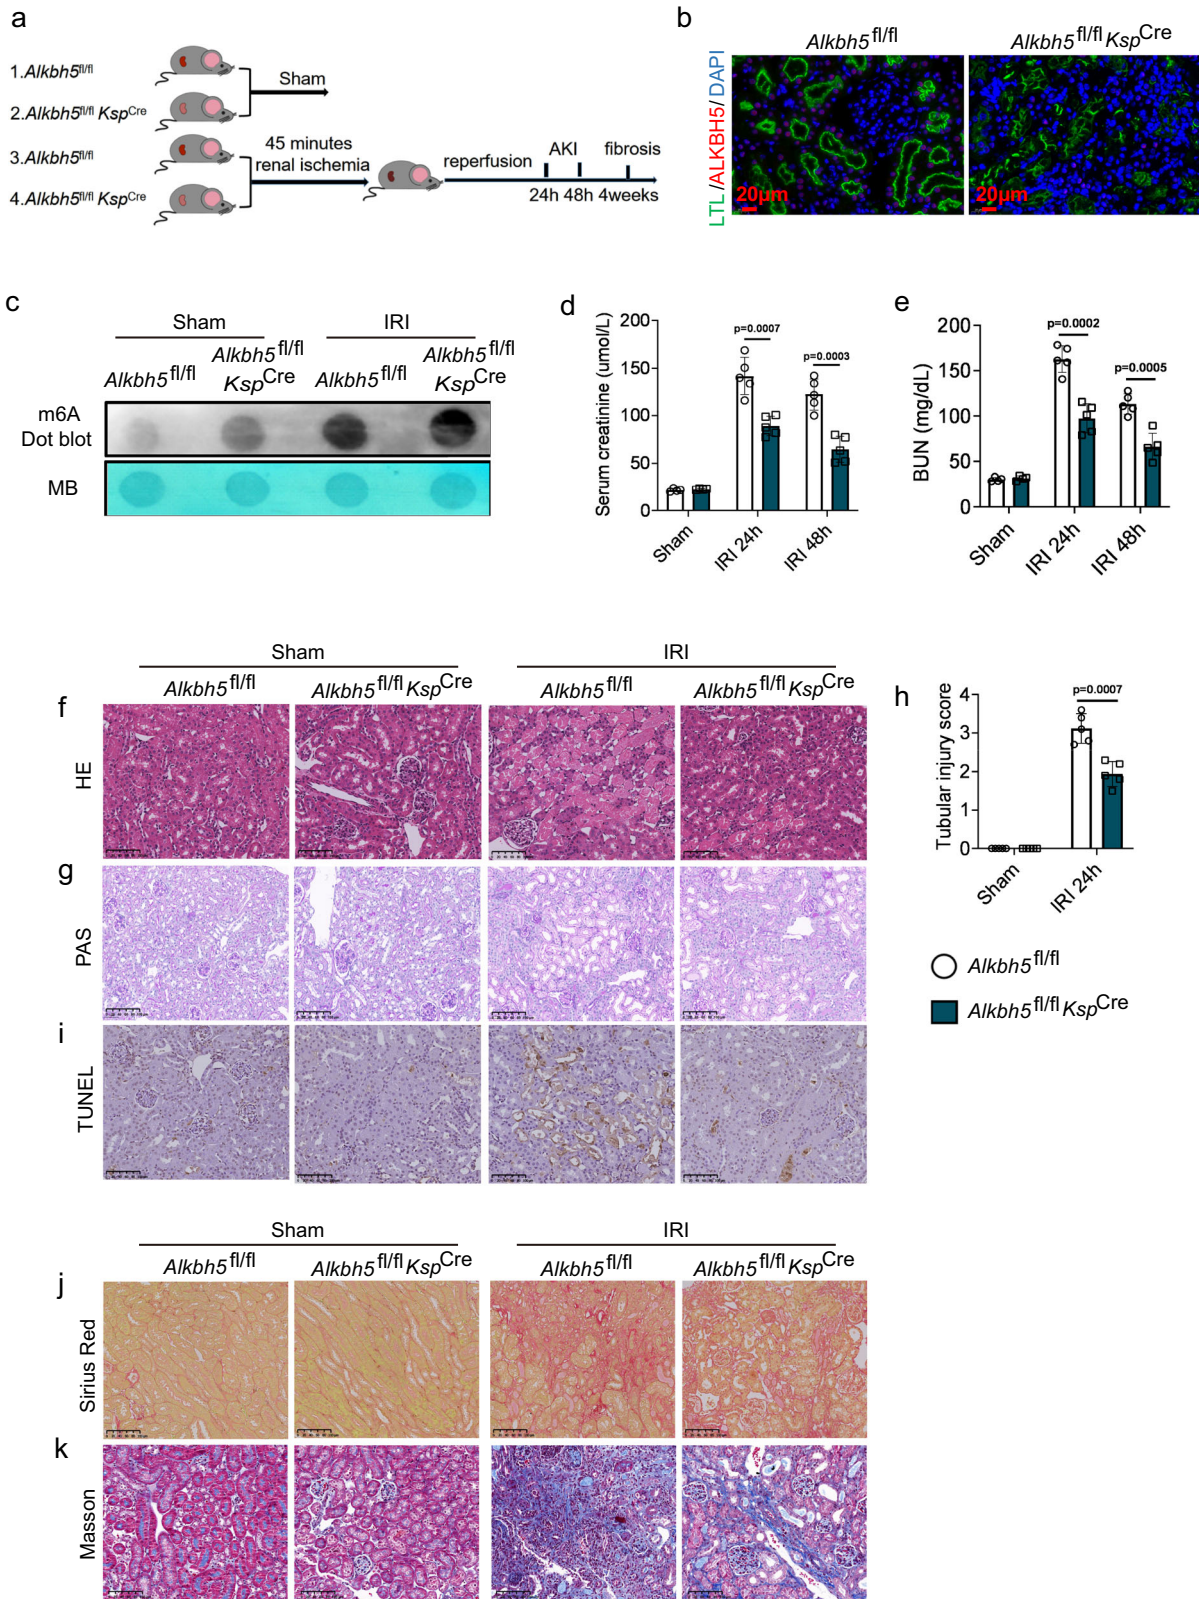 a
1.Alkbh5fl/fl
2.Alkbh5fl/fl KspCre
3.Alkbh5fl/fl
4.Alkbh5fl/fl KspCre
Sham
45 minutes
renal ischemia
reperfusion
AKI
fibrosis
24h 48h 4weeks
b
Alkbh5fl/fl
Alkbh5fl/fl KspCre
LTL /ALKBH5/ DAPI
20μm
20μm
c
Sham
IRI
Alkbh5fl/fl
Alkbh5fl/fl
KspCre
Alkbh5fl/fl
Alkbh5fl/fl
KspCre
m6A
Dot blot
MB
d
Serum creatinine (umol/L)
200
150
100
50
0
p=0.0007
p=0.0003
Sham
IRI 24h
IRI 48h
e
BUN (mg/dL)
200
150
100
50
0
p=0.0002
p=0.0005
Sham
IRI 24h
IRI 48h
Sham
IRI
Alkbh5fl/fl
Alkbh5fl/fl KspCre
Alkbh5fl/fl
Alkbh5fl/fl KspCre
f
HE
g
PAS
i
TUNEL
h
Tubular injury score
4
3
2
1
0
p=0.0007
Sham
IRI 24h
Alkbh5fl/fl
Alkbh5fl/fl KspCre
Sham
IRI
Alkbh5fl/fl
Alkbh5fl/fl KspCre
Alkbh5fl/fl
Alkbh5fl/fl KspCre
j
Sirius Red
k
Masson